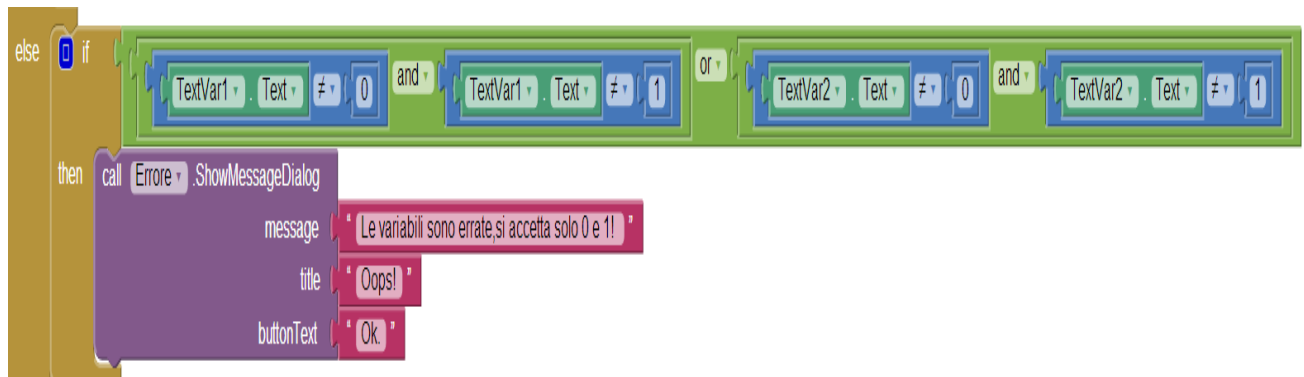 else if TextVar1 . Text ≠ 0 and TextVar1 . Text ≠ 1 or TextVar2 . Text ≠ 0 and TextVar2 . Text ≠ 1
then call Errore .ShowMessageDialog
message " Le variabili sono errate,si accetta solo 0 e 1! "
title " Oops! "
buttonText " Ok. "